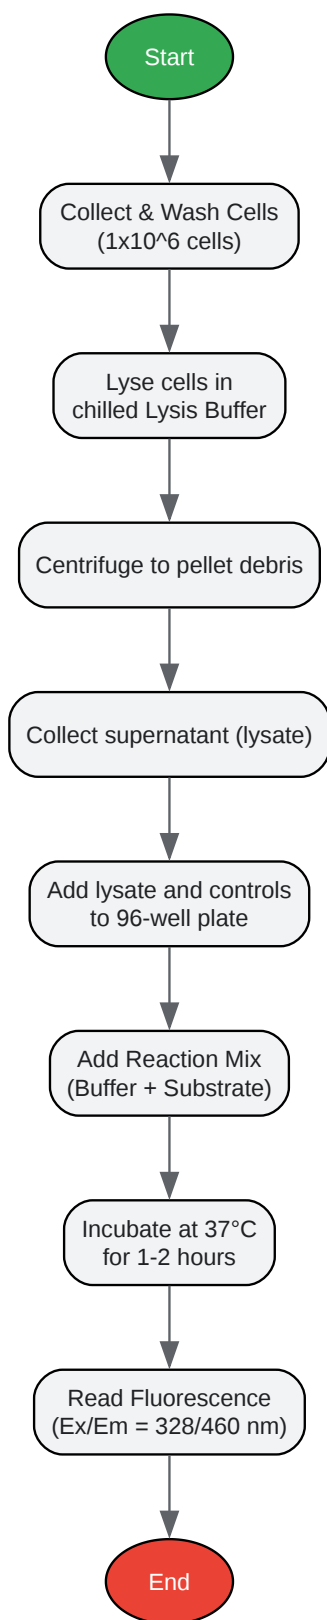 Start
Collect & Wash Cells
(1x10^6 cells)
Lyse cells in
chilled Lysis Buffer
Centrifuge to pellet debris
Collect supernatant (lysate)
Add lysate and controls
to 96-well plate
Add Reaction Mix
(Buffer + Substrate)
Incubate at 37°C
for 1-2 hours
Read Fluorescence
(Ex/Em = 328/460 nm)
End